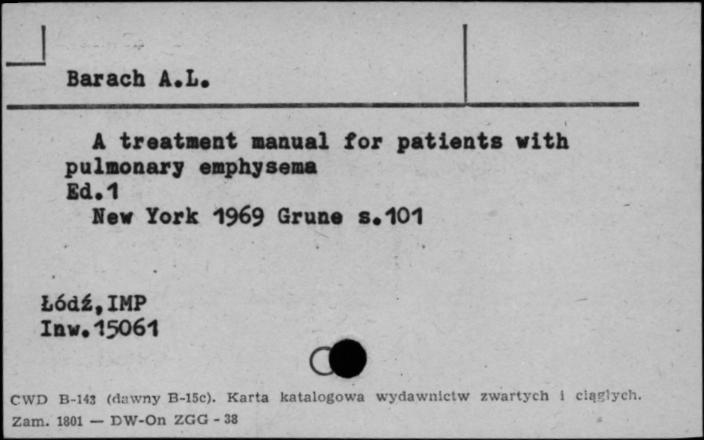 Barach A.L.
A treatment manual for patients with
pulmonary emphysema
Ed.1
New York 1969 Grune s.101
Łódź,IMP
Inw.15061
CWD B-143 (dawny B-15c). Karta katalogowa wydawnictw zwartych i ciągłych.
Zam. 1801 — DW-On ZGG - 38